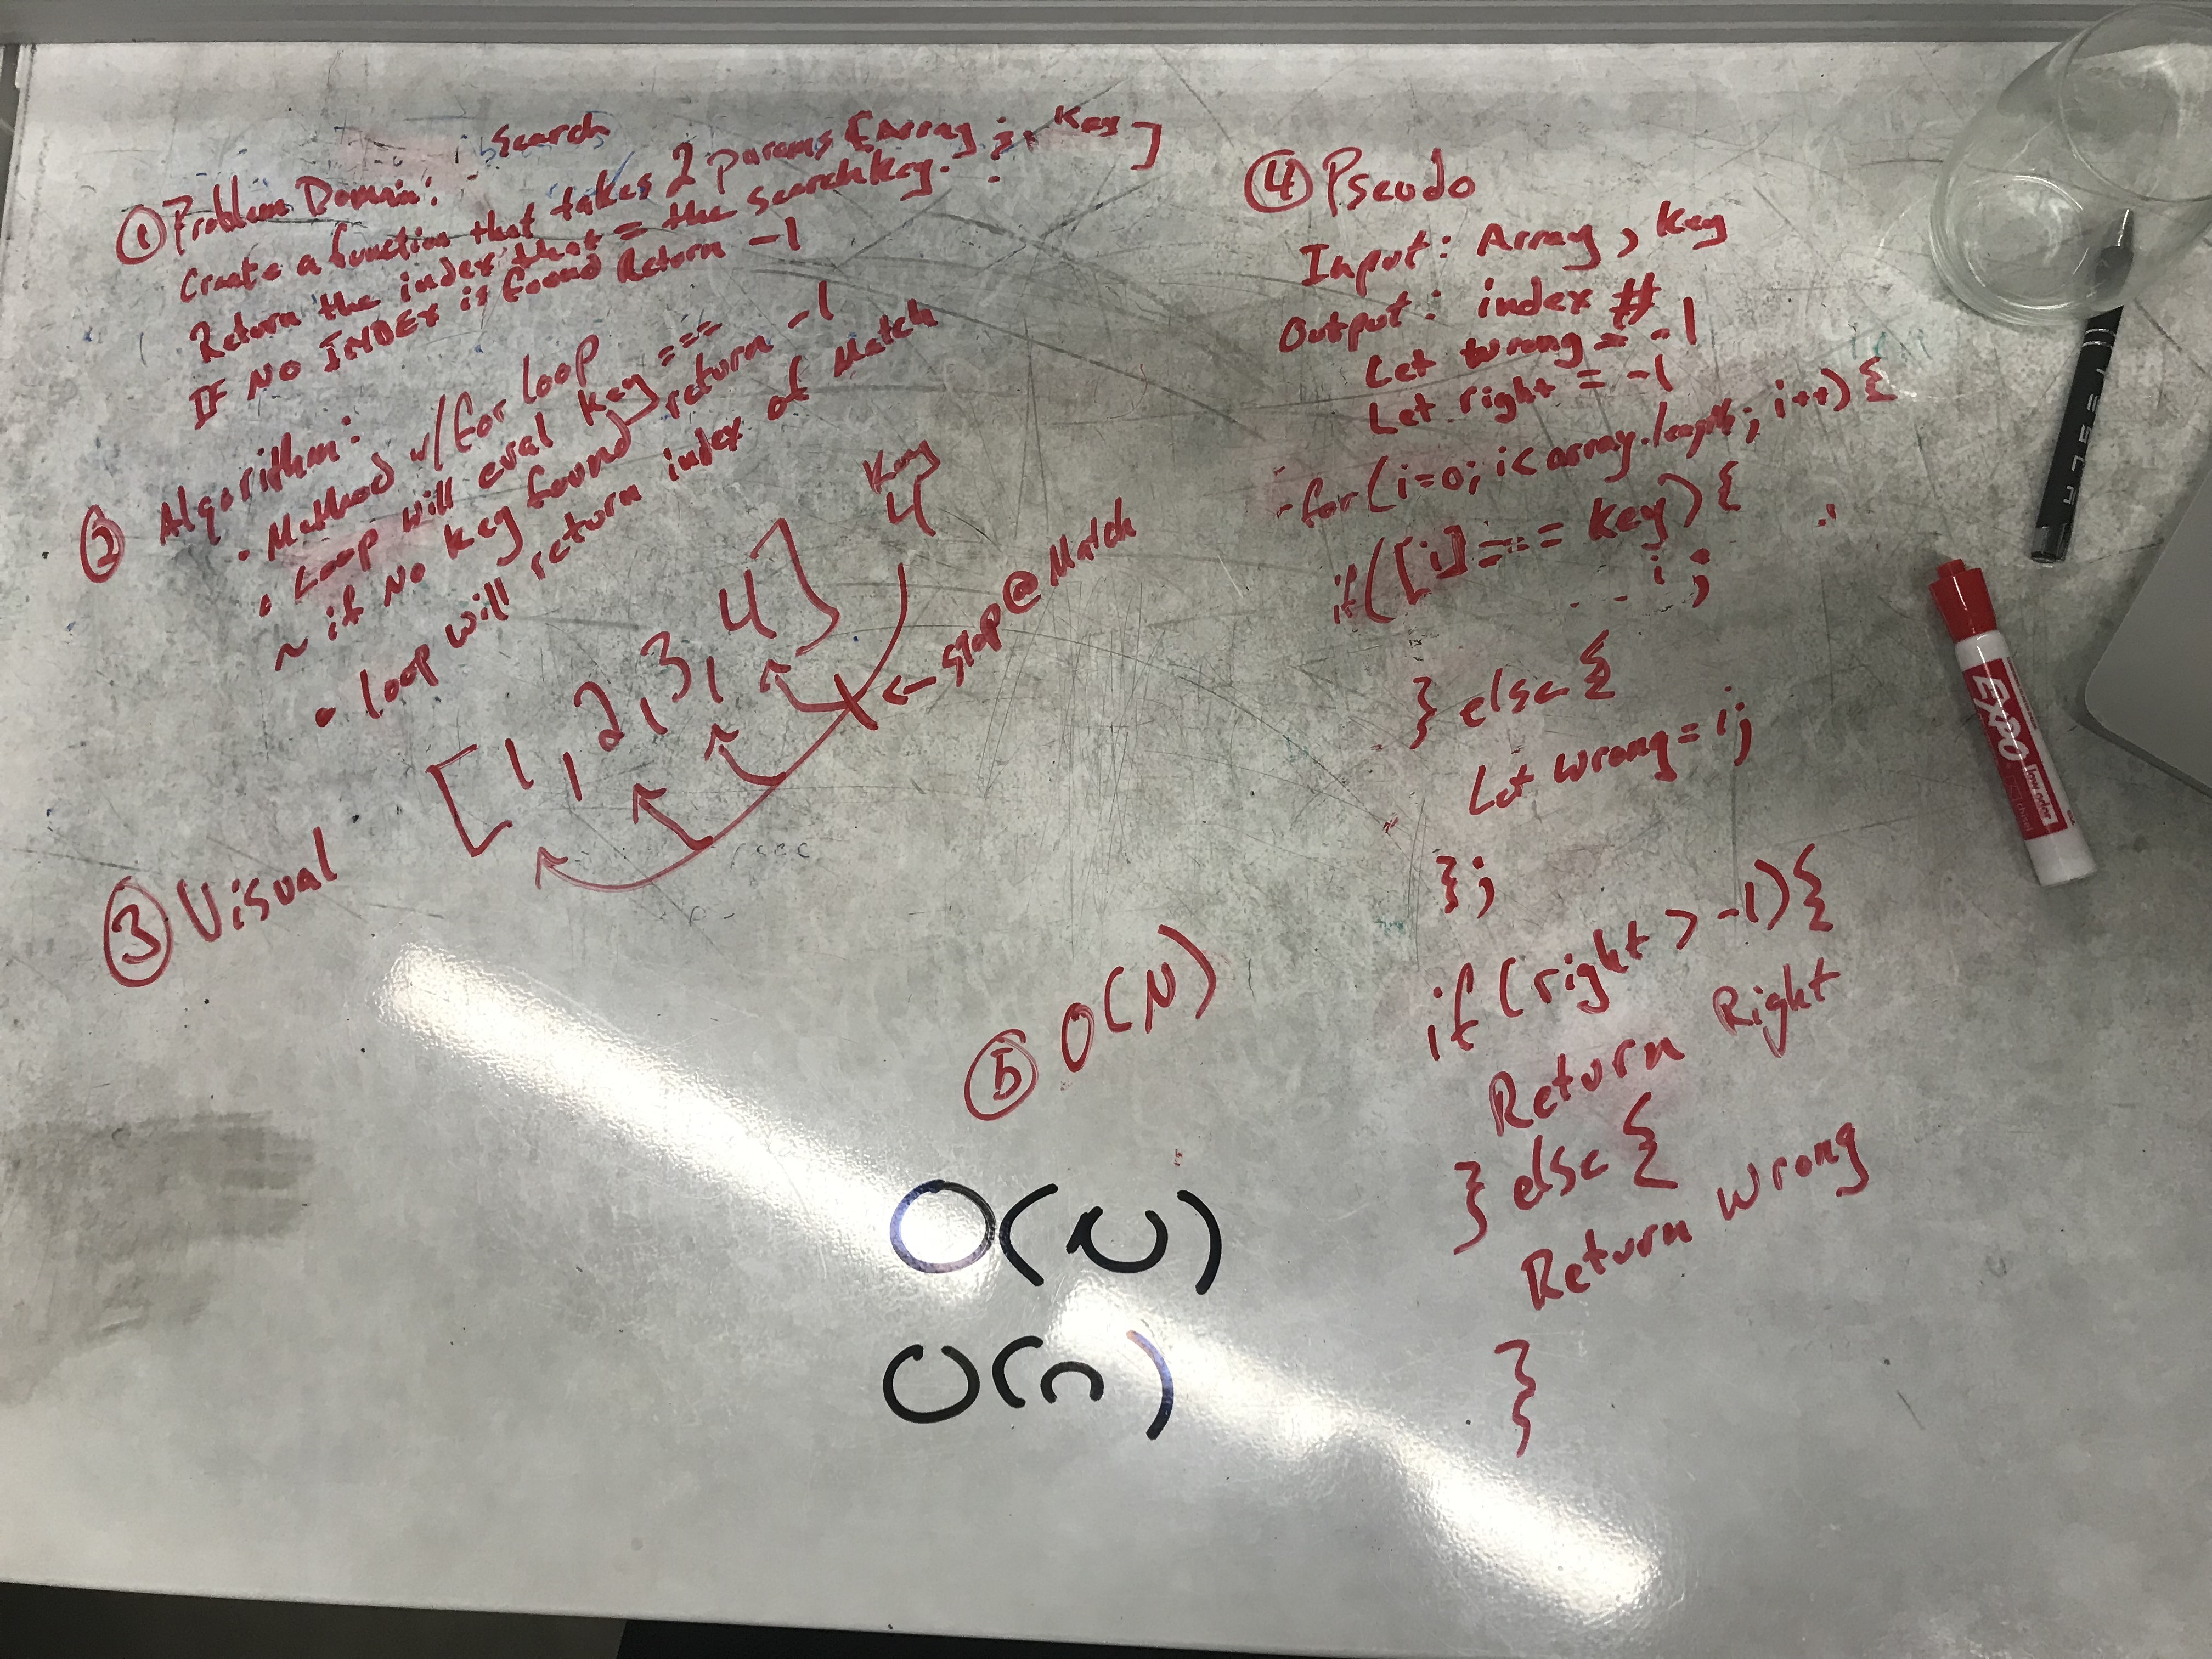 ① Problem Domain: Search
Create a function that takes 2 params [Array ; Key]
Return the index that = the searchkey.
IF NO INDEX is found Return -1
② Algorithm:
• Method w/ for loop
• Loop will eval key ===
~ if no key found return -1
• loop will return index of Match
Key
4
[1, 2, 3, 4]
← stop @ Match
③ Visual
④ Pseudo
Input: Array, Key
Output: index #
Let wrong = -1
Let right = -1
for (i=0; i< array.length; i++) {
if ([i] === key) {
i;
} else {
Let wrong = i;
};
if (right > -1) {
Return Right
} else {
Return wrong
}
}
⑤ O(N)
O(N)
O(n)
EXPO
low odor
chisel